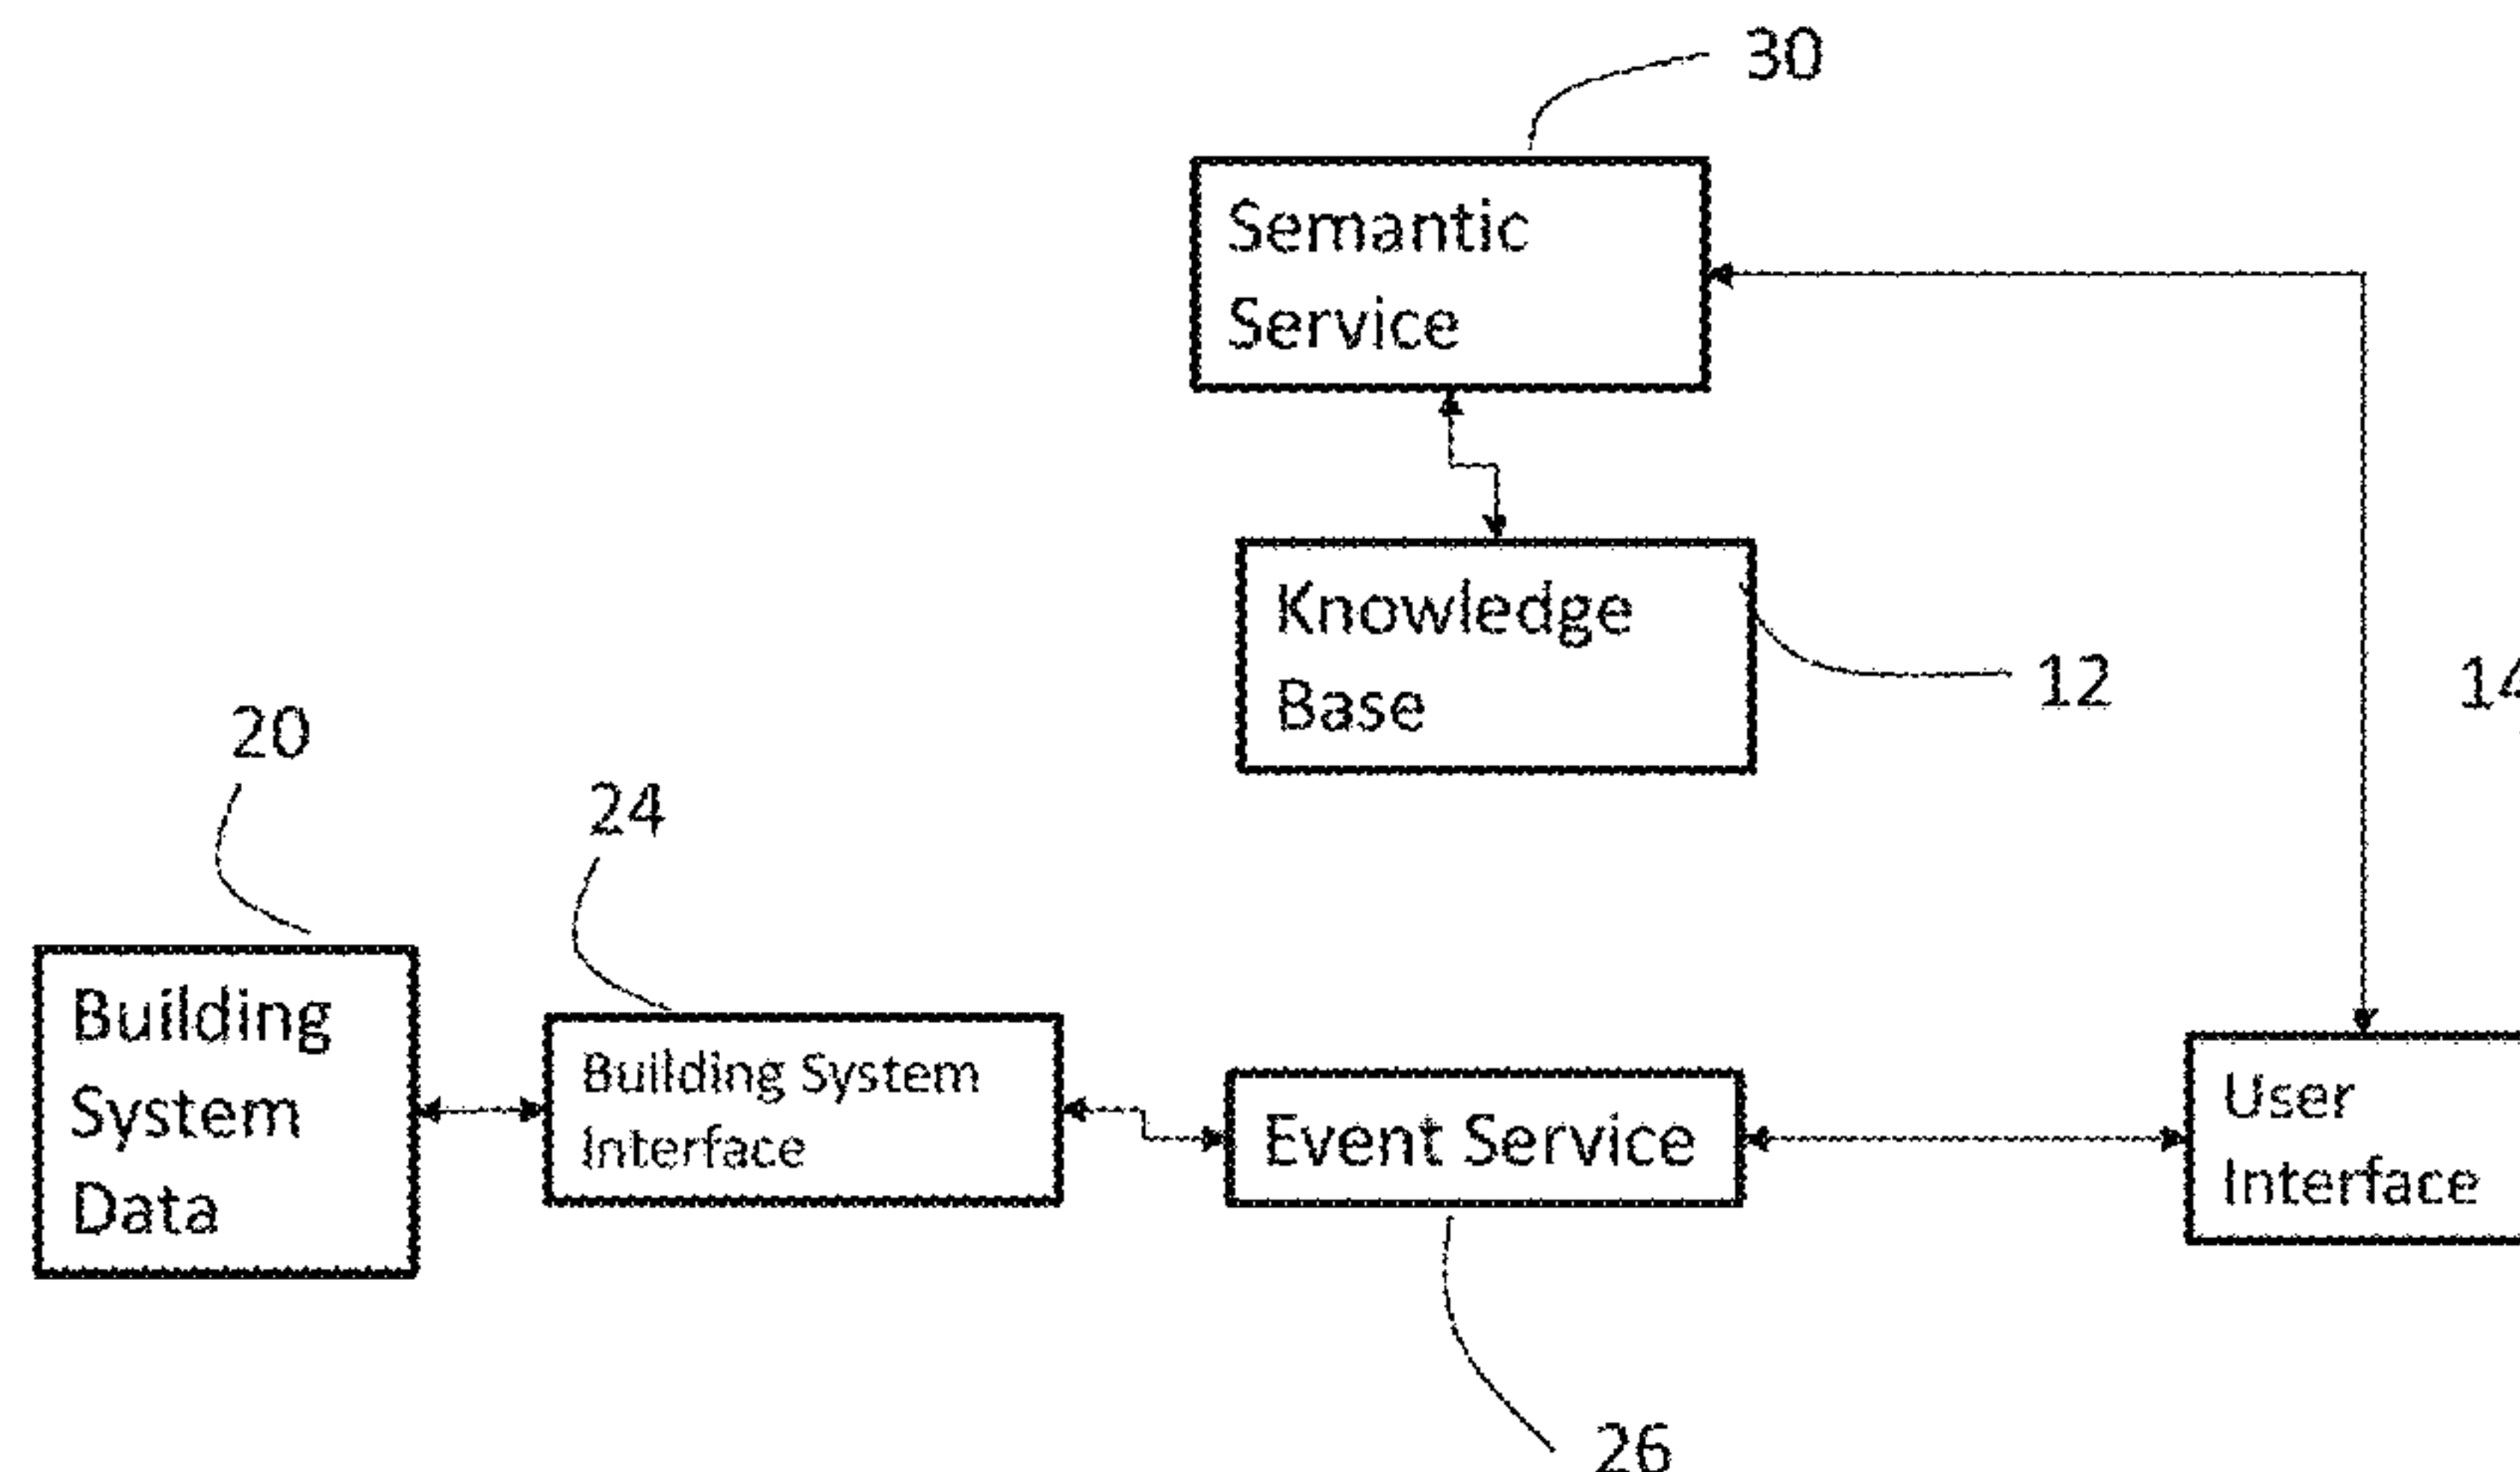 30
Semantic
Service
Knowledge
Base
12
14
20
24
Building
System
Data
Building System
Interface
Event Service
User
Interface
26